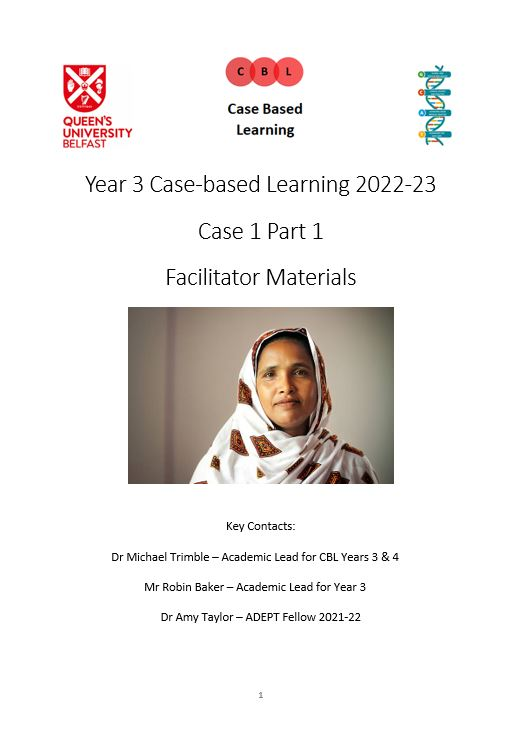 QUEEN'S
UNIVERSITY
BELFAST
C B L
Case Based
Learning
Year 3 Case-based Learning 2022-23
Case 1 Part 1
Facilitator Materials
Key Contacts:
Dr Michael Trimble – Academic Lead for CBL Years 3 & 4
Mr Robin Baker – Academic Lead for Year 3
Dr Amy Taylor – ADEPT Fellow 2021-22
1